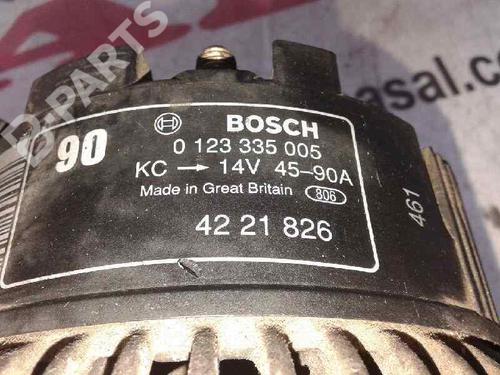 B-PARTS
asal.com
BOSCH
90
0 123 335 005
KC → 14V 45-90A
Made in Great Britain 806
461
42 21 826